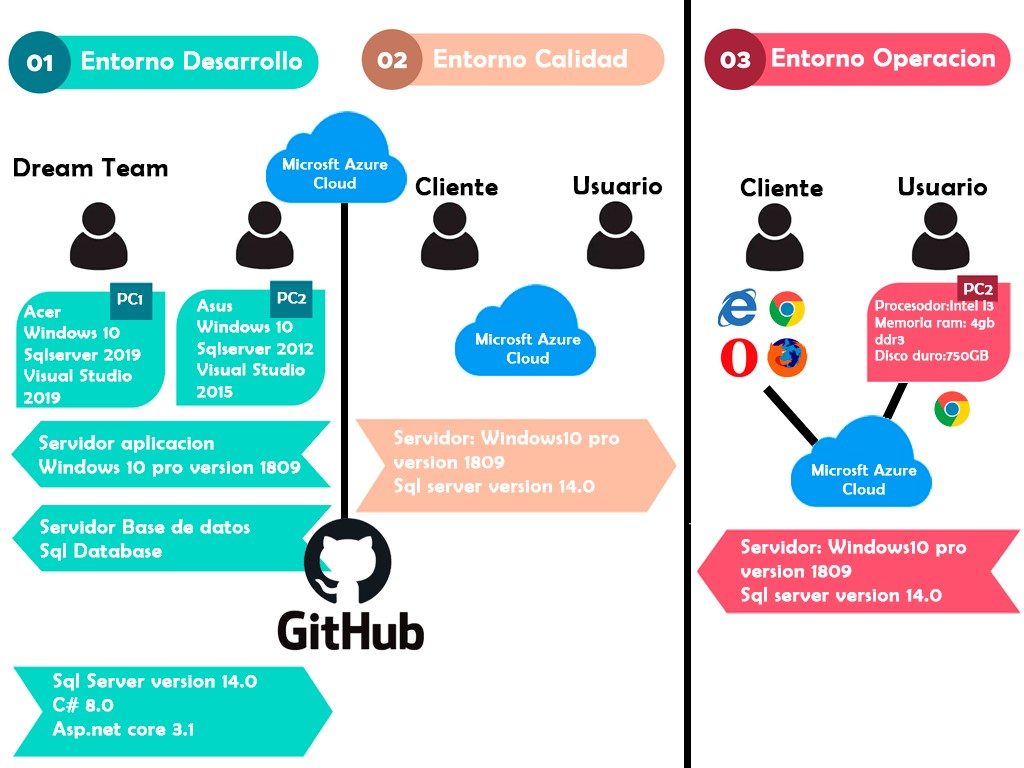 01 Entorno Desarrollo
02 Entorno Calidad
03 Entorno Operacion
Dream Team
Microsft Azure
Cloud
Cliente
Usuario
PC1
Acer
Windows 10
Sqlserver 2019
Visual Studio
2019
PC2
Asus
Windows 10
Sqlserver 2012
Visual Studio
2015
Servidor aplicacion
Windows 10 pro version 1809
Servidor Base de datos
Sql Database
GitHub
Sql Server version 14.0
C# 8.0
Asp.net core 3.1
Microsft Azure
Cloud
Servidor: Windows10 pro
version 1809
Sql server version 14.0
Cliente
Usuario
PC2
Procesador:Intel I3
Memoria ram: 4gb
ddr3
Disco duro:750GB
Microsft Azure
Cloud
Servidor: Windows10 pro
version 1809
Sql server version 14.0